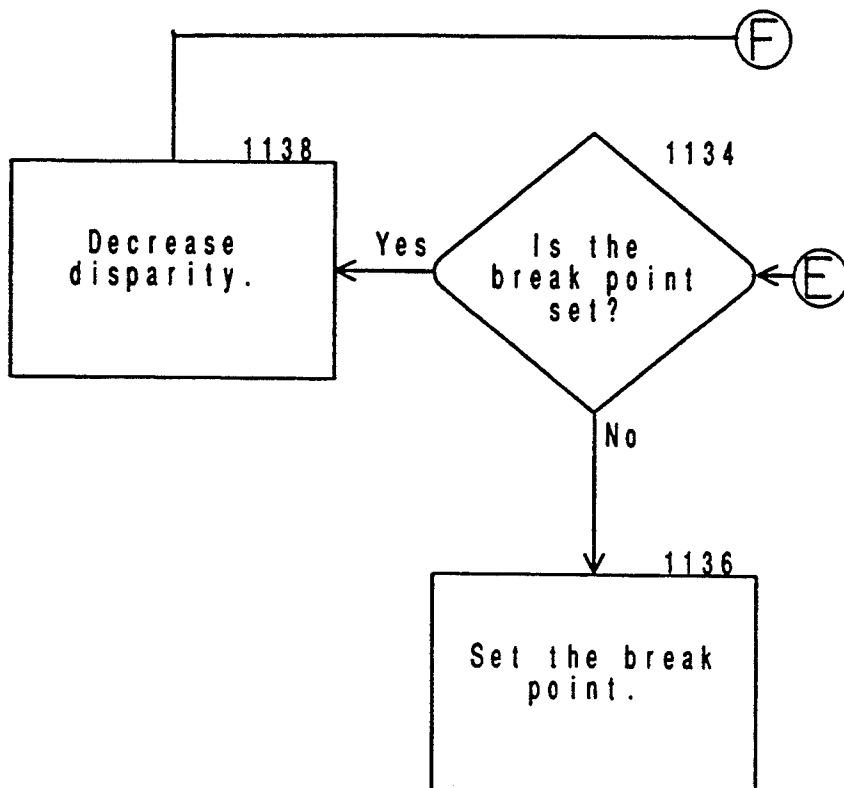 F
1138
1134
Decrease
disparity.
Yes
Is the
break point
set?
E
No
1136
Set the break
point.